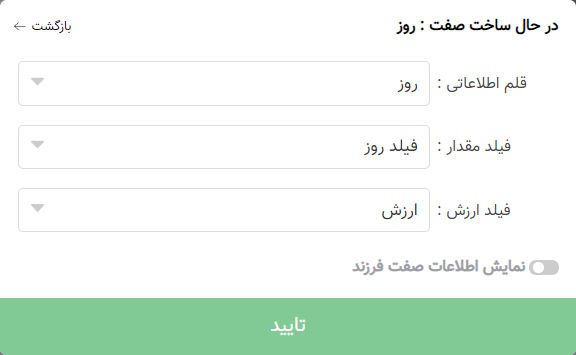 در حال ساخت صفت : روز
بازگشت ←
قلم اطلاعاتی : روز
فیلد مقدار : فیلد روز
فیلد ارزش : ارزش
نمایش اطلاعات صفت فرزند
تایید